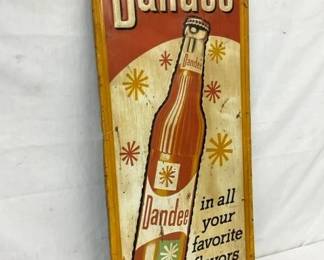 Dandee
Dandee
Dandee
in all
your
favorite
flavors